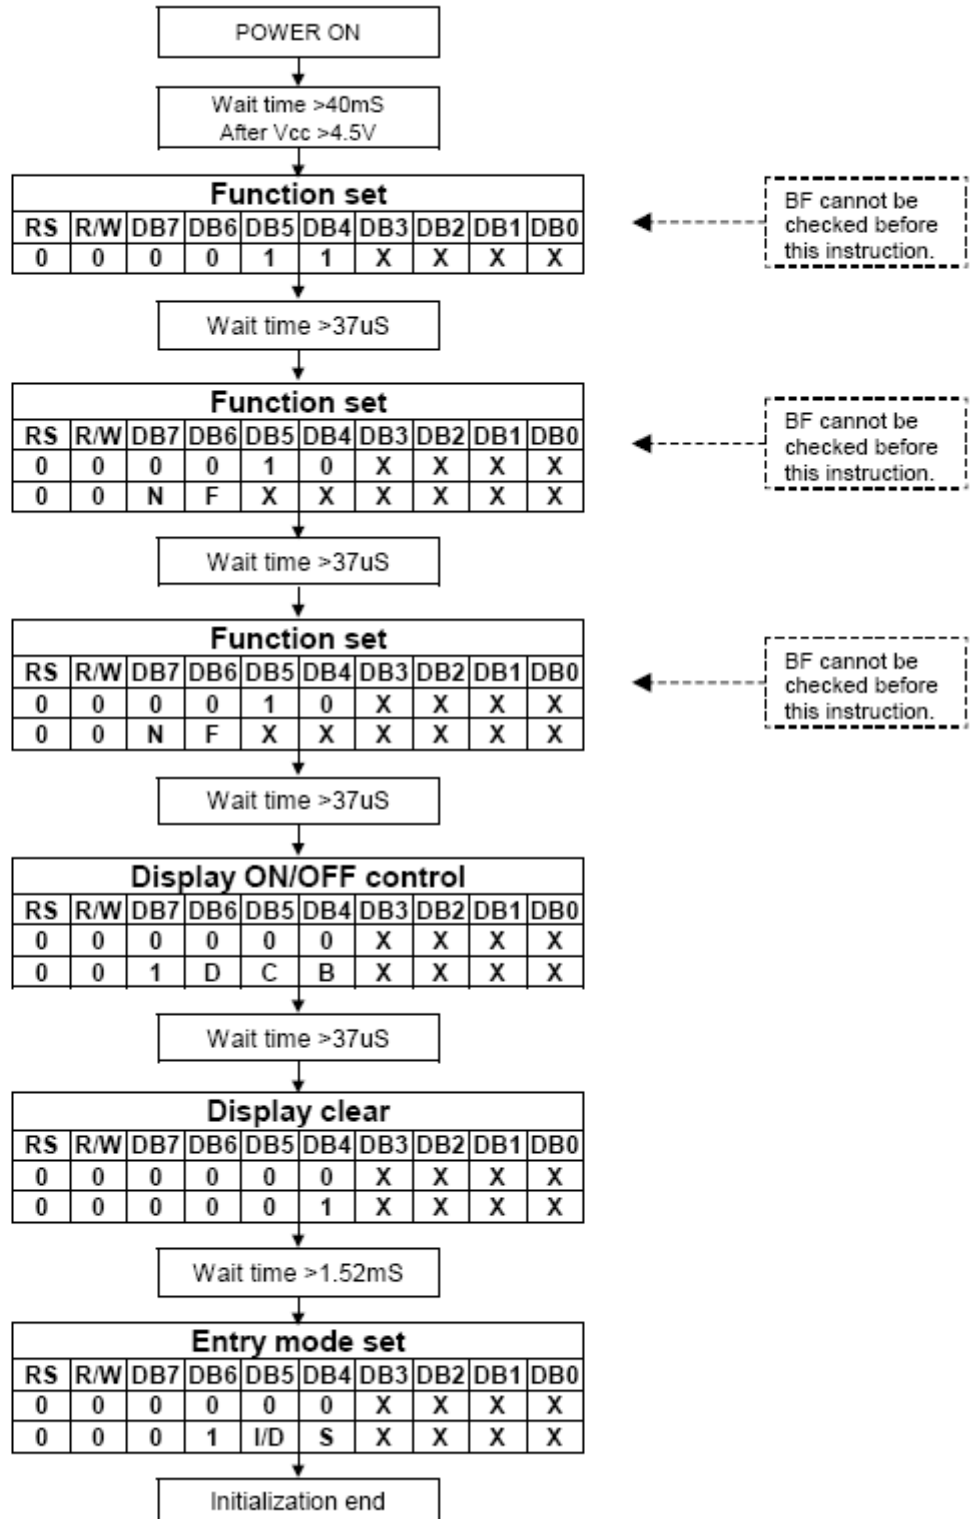 POWER ON
Wait time >40mS
After Vcc >4.5V
Function set
RS R/W DB7 DB6 DB5 DB4 DB3 DB2 DB1 DB0
0 0 0 0 1 1 X X X X
BF cannot be
checked before
this instruction.
Wait time >37uS
Function set
RS R/W DB7 DB6 DB5 DB4 DB3 DB2 DB1 DB0
0 0 0 0 1 0 X X X X
0 0 N F X X X X X X
BF cannot be
checked before
this instruction.
Wait time >37uS
Function set
RS R/W DB7 DB6 DB5 DB4 DB3 DB2 DB1 DB0
0 0 0 0 1 0 X X X X
0 0 N F X X X X X X
BF cannot be
checked before
this instruction.
Wait time >37uS
Display ON/OFF control
RS R/W DB7 DB6 DB5 DB4 DB3 DB2 DB1 DB0
0 0 0 0 0 0 X X X X
0 0 1 D C B X X X X
Wait time >37uS
Display clear
RS R/W DB7 DB6 DB5 DB4 DB3 DB2 DB1 DB0
0 0 0 0 0 0 X X X X
0 0 0 0 0 1 X X X X
Wait time >1.52mS
Entry mode set
RS R/W DB7 DB6 DB5 DB4 DB3 DB2 DB1 DB0
0 0 0 0 0 0 X X X X
0 0 0 1 I/D S X X X X
Initialization end